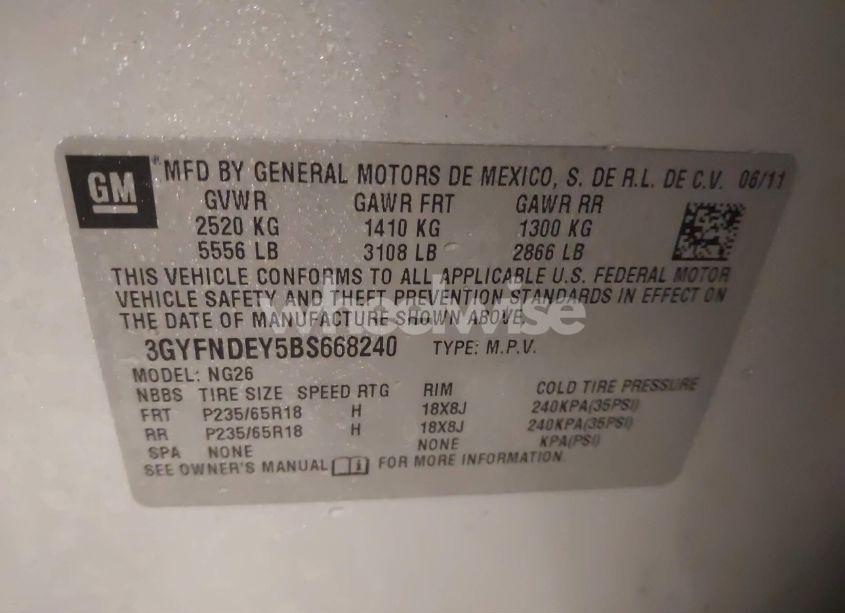 GM
® MFD BY GENERAL MOTORS DE MEXICO, S. DE R.L. DE C.V. 06/11
GVWR GAWR FRT GAWR RR
2520 KG 1410 KG 1300 KG
5556 LB 3108 LB 2866 LB
THIS VEHICLE CONFORMS TO ALL APPLICABLE U.S. FEDERAL MOTOR
VEHICLE SAFETY AND THEFT PREVENTION STANDARDS IN EFFECT ON
THE DATE OF MANUFACTURE SHOWN ABOVE.
wheelwise
3GYFNDEY5BS668240 TYPE: M.P.V.
MODEL: NG26
NBBS TIRE SIZE SPEED RTG RIM COLD TIRE PRESSURE
FRT P235/65R18 H 18X8J 240KPA(35PSI)
RR P235/65R18 H 18X8J 240KPA(35PSI)
SPA NONE NONE KPA(PSI)
SEE OWNER'S MANUAL FOR MORE INFORMATION.